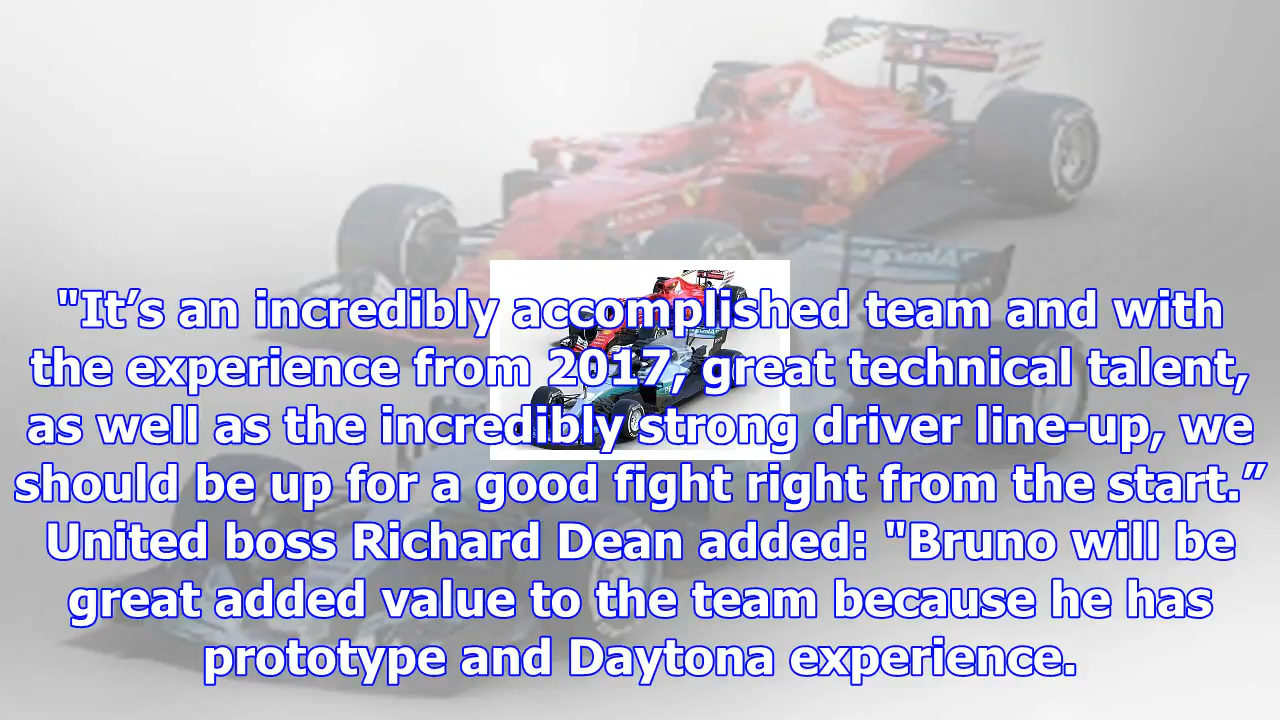 "It’s an incredibly accomplished team and with
the experience from 2017, great technical talent,
as well as the incredibly strong driver line-up, we
should be up for a good fight right from the start.”
United boss Richard Dean added: "Bruno will be
great added value to the team because he has
prototype and Daytona experience.